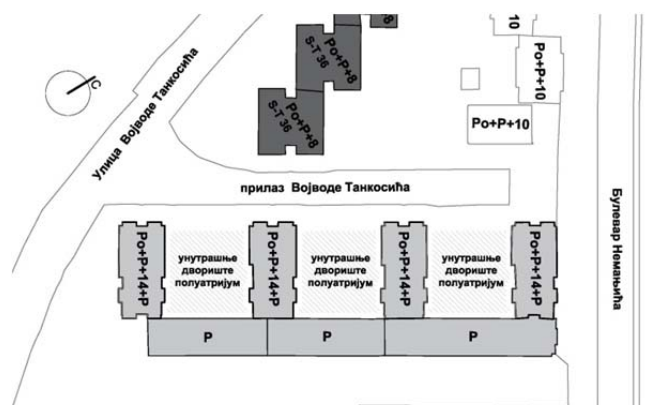 8
10
Po+P+8
S-T 36
Po+P+10
Po+P+8
S-T 36
Po+P+10
С
Улица Војводе Танкосића
прилаз Војводе Танкосића
Булевар Немањића
Po+P+14+P
унутрашње
двориште
полуатријум
Po+P+14+P
унутрашње
двориште
полуатријум
Po+P+14+P
унутрашње
двориште
полуатријум
Po+P+14+P
P
P
P